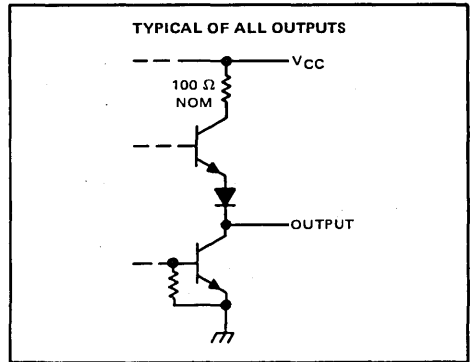 TYPICAL OF ALL OUTPUTS
VCC
100 Ω
NOM
OUTPUT